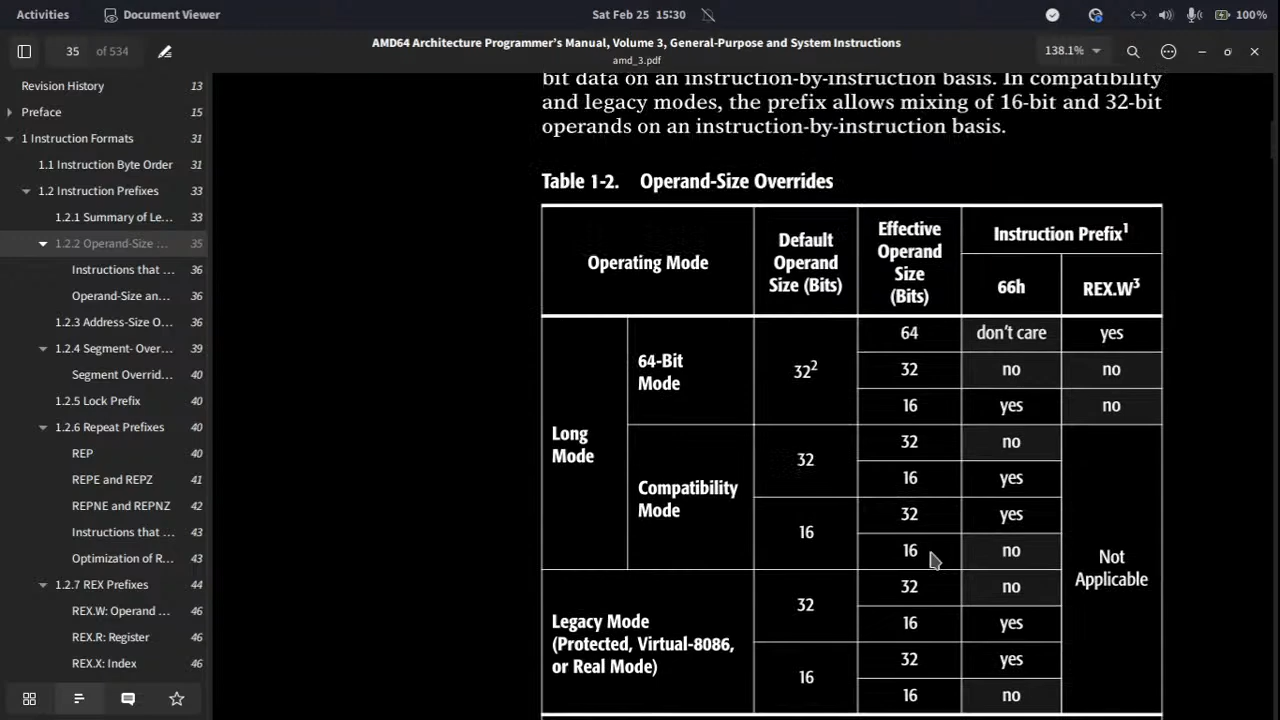 Activities
Document Viewer
Sat Feb 25 15:30
100%
35 of 534
AMD64 Architecture Programmer's Manual, Volume 3, General-Purpose and System Instructions
amd_3.pdf
138.1%
Revision History 13
Preface 15
1 Instruction Formats 31
1.1 Instruction Byte Order 31
1.2 Instruction Prefixes 33
1.2.1 Summary of Le... 33
1.2.2 Operand-Size ... 35
Instructions that ... 36
Operand-Size an... 36
1.2.3 Address-Size O... 36
1.2.4 Segment- Over... 39
Segment Overrid... 40
1.2.5 Lock Prefix 40
1.2.6 Repeat Prefixes 40
REP 40
REPE and REPZ 41
REPNE and REPNZ 42
Instructions that ... 43
Optimization of R... 43
1.2.7 REX Prefixes 44
REX.W: Operand ... 46
REX.R: Register 46
REX.X: Index 46
bit data on an instruction-by-instruction basis. In compatibility
and legacy modes, the prefix allows mixing of 16-bit and 32-bit
operands on an instruction-by-instruction basis.
Table 1-2. Operand-Size Overrides
Operating Mode
Default
Operand
Size (Bits)
Effective
Operand
Size
(Bits)
Instruction Prefix1
66h
REX.W3
Long
Mode
64-Bit
Mode
322
64 don't care yes
32 no no
16 yes no
Compatibility
Mode
32
32 no
16 yes
16
32 yes
16 no
Not
Applicable
Legacy Mode
(Protected, Virtual-8086,
or Real Mode)
32
32 no
16 yes
16
32 yes
16 no